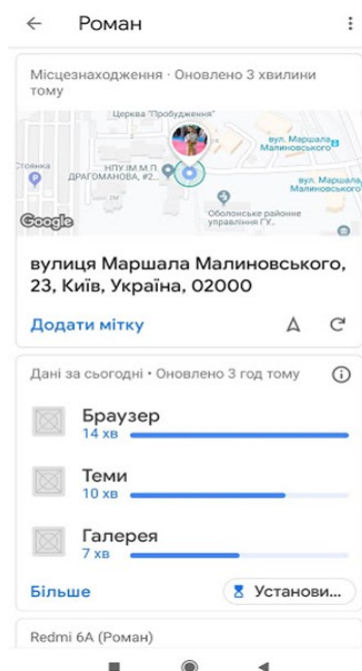 Роман
Місцезнаходження · Оновлено 3 хвилини
тому
Церква "Пробудження"
вул. Маршала
Малиновського
Стоянка
НПУ ІМ.М.П.
ДРАГОМАНОВА, #2...
вул. Маршала
Малиновського
Оболонське районне
управління ГУ...
Google
вулиця Маршала Малиновського,
23, Київ, Україна, 02000
Додати мітку
Дані за сьогодні • Оновлено 3 год тому
Браузер
14 хв
Теми
10 хв
Галерея
7 хв
Більше
Установи...
Redmi 6A (Роман)